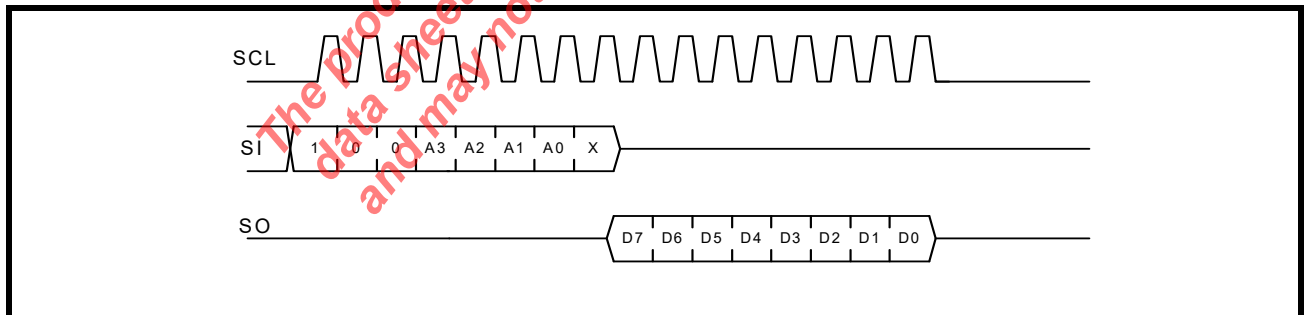 The prod
data sheet
and may no
SCL
SI 1 0 0 A3 A2 A1 A0 X
SO
D7 D6 D5 D4 D3 D2 D1 D0